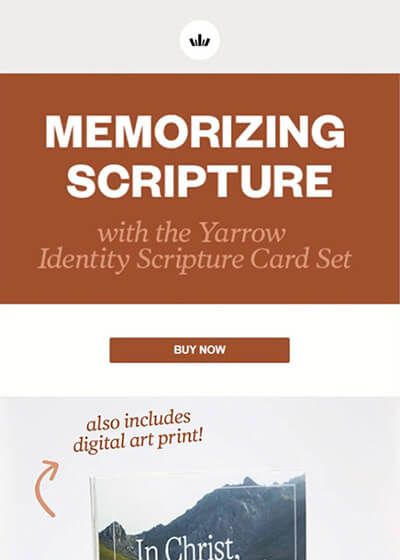 MEMORIZING
SCRIPTURE
with the Yarrow
Identity Scripture Card Set
BUY NOW
also includes
digital art print!
In Christ,